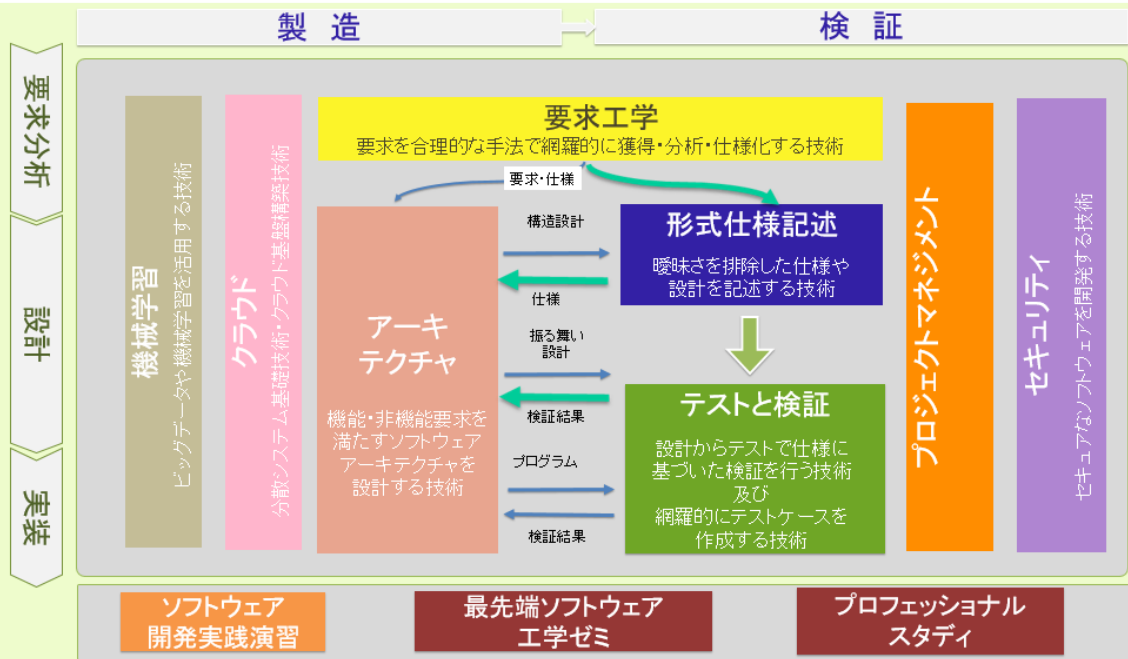 製 造
検 証
要求分析
設計
実装
機械学習
ビッグデータや機械学習を活用する技術
クラウド
分散システム基礎技術・クラウド基盤構築技術
要求工学
要求を合理的な手法で網羅的に獲得・分析・仕様化する技術
要求・仕様
アーキ
テクチャ
機能・非機能要求を
満たすソフトウェア
アーキテクチャを
設計する技術
構造設計
仕様
振る舞い
設計
検証結果
プログラム
検証結果
形式仕様記述
曖昧さを排除した仕様や
設計を記述する技術
テストと検証
設計からテストで仕様に
基づいた検証を行う技術
及び
網羅的にテストケースを
作成する技術
プロジェクトマネジメント
セキュリティ
セキュアなソフトウェアを開発する技術
ソフトウェア
開発実践演習
最先端ソフトウェア
工学ゼミ
プロフェッショナル
スタディ